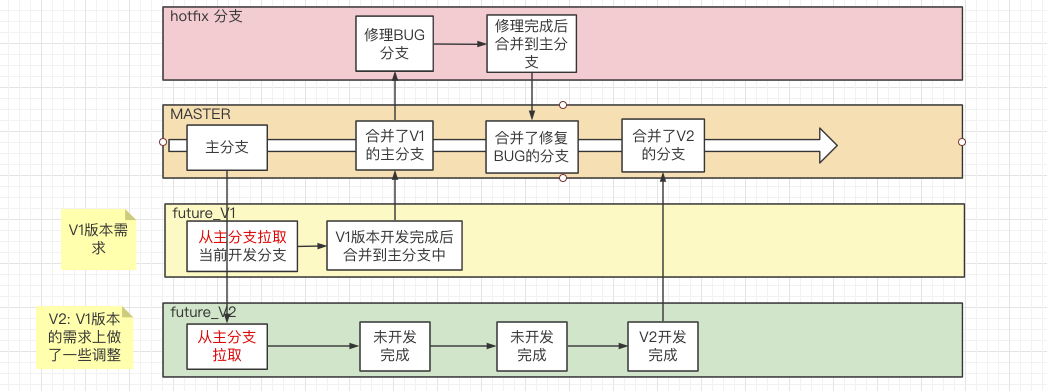 hotfix 分支
修理BUG
分支
修理完成后
合并到主分
支
MASTER
主分支
合并了V1
的主分支
合并了修复
BUG的分支
合并了V2
的分支
V1版本需
求
future_V1
从主分支拉取
当前开发分支
V1版本开发完成后
合并到主分支中
V2: V1版本
的需求上做
了一些调整
future_V2
从主分支
拉取
未开发
完成
未开发
完成
V2开发
完成